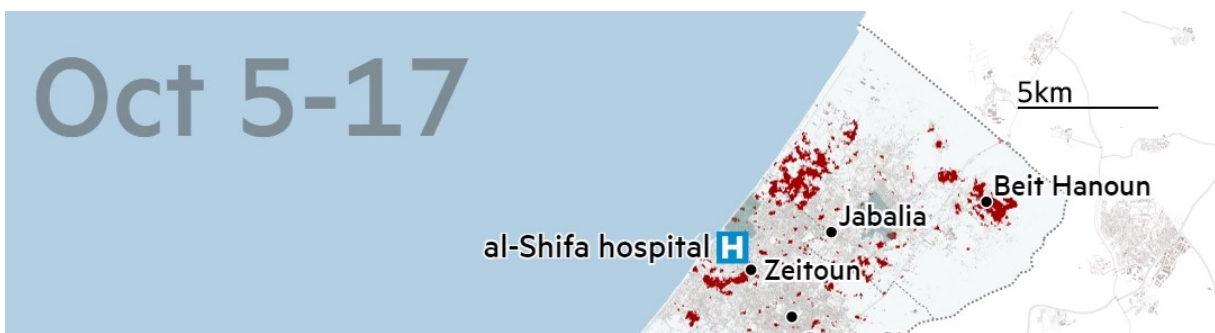 Oct 5-17
5km
Beit Hanoun
Jabalia
al-Shifa hospital H
Zeitoun